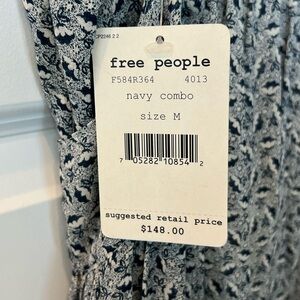 free people
F584R364 4013
navy combo
size M
7 05282 10854 2
suggested retail price
$148.00